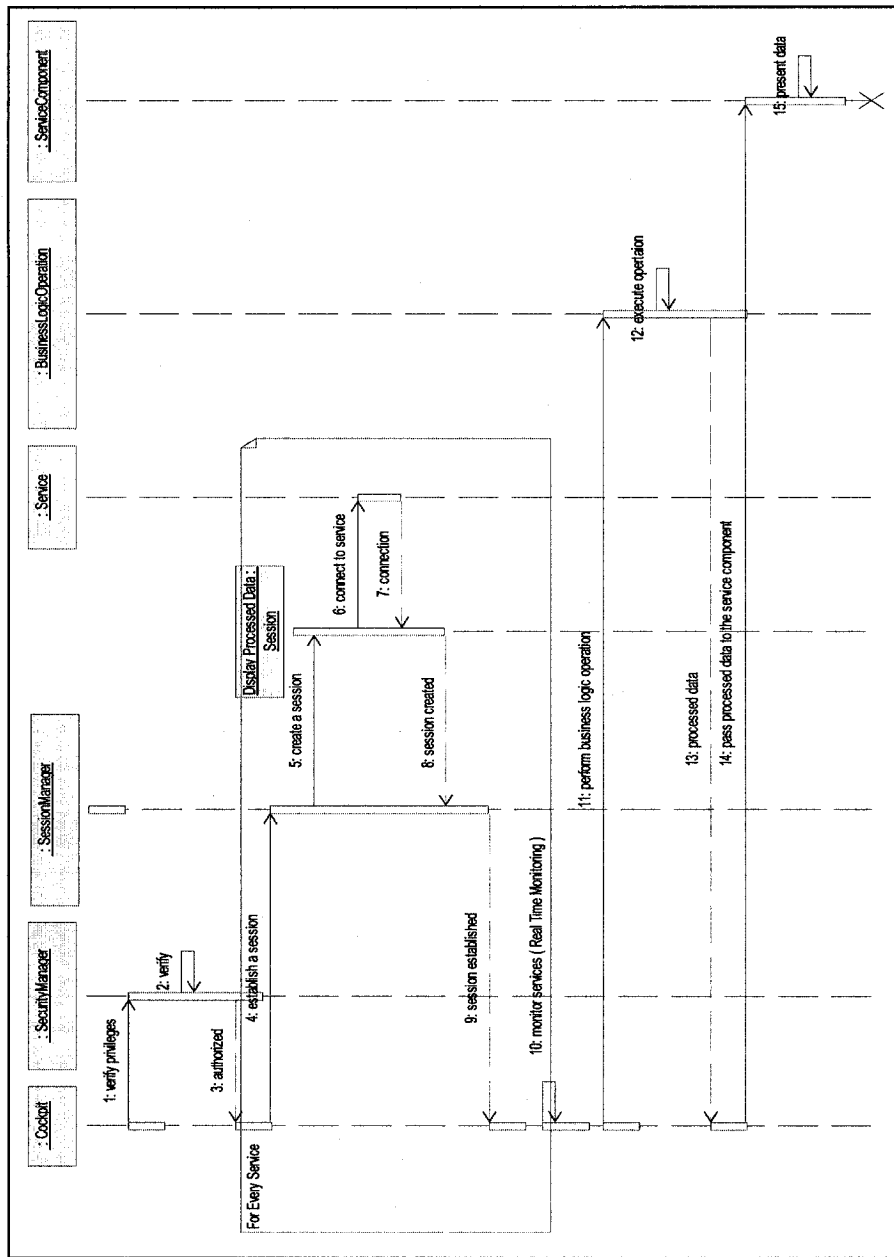 : Cockpit
: SecurityManager
: SessionManager
: Service
: BusinessLogicOperation
: ServiceComponent
1: verify privileges
2: verify
3: authorized
For Every Service
4: establish a session
Display Processed Data :
Session
5: create a session
6: connect to service
7: connection
8: session created
9: session established
10: monitor services ( Real Time Monitoring )
11: perform business logic operation
12: execute opertaion
13: processed data
14: pass processed data to the service component
15: present data